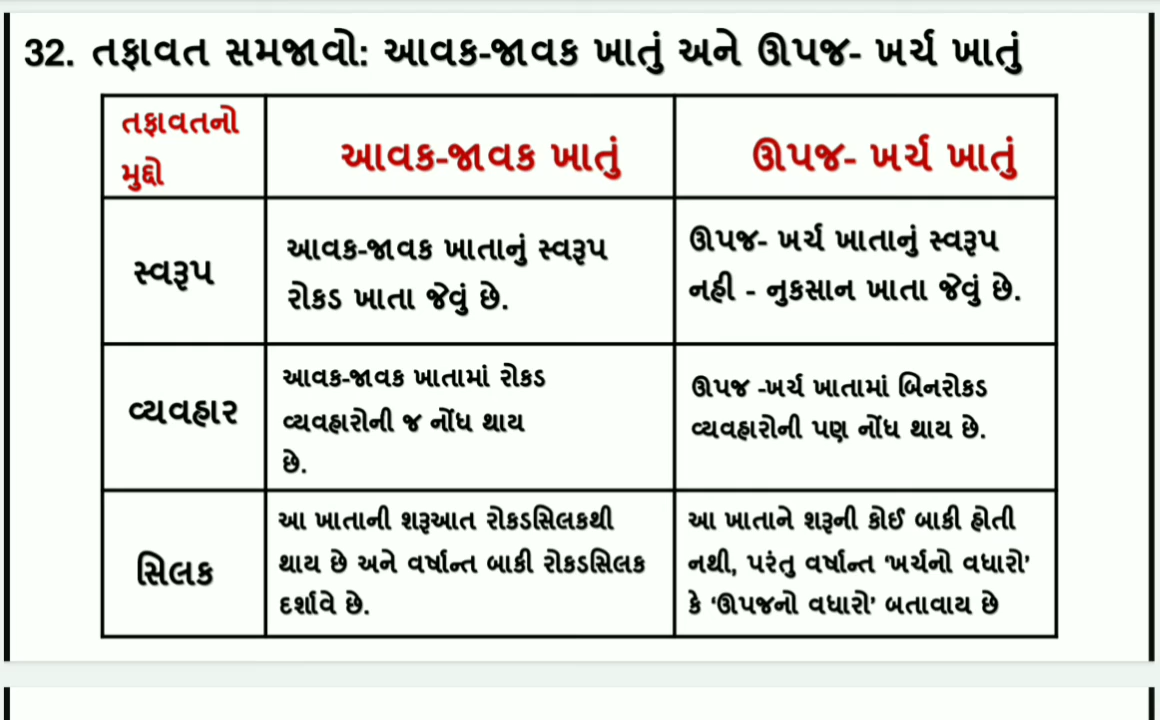 32. તફાવત સમજાવો: આવક-જાવક ખાતું અને ઊપજ- ખર્ચ ખાતું
તફાવતનો
મુદ્દો
આવક-જાવક ખાતું
ઊપજ- ખર્ચ ખાતું
સ્વરૂપ
આવક-જાવક ખાતાનું સ્વરૂપ
રોકડ ખાતા જેવું છે.
ઊપજ- ખર્ચ ખાતાનું સ્વરૂપ
નહી - નુકસાન ખાતા જેવું છે.
વ્યવહાર
આવક-જાવક ખાતામાં રોકડ
વ્યવહારોની જ નોંધ થાય
છે.
ઊપજ -ખર્ચ ખાતામાં બિનરોકડ
વ્યવહારોની પણ નોંધ થાય છે.
સિલક
આ ખાતાની શરૂઆત રોકડસિલકથી
થાય છે અને વર્ષાન્ત બાકી રોકડસિલક
દર્શાવે છે.
આ ખાતાને શરૂની કોઈ બાકી હોતી
નથી, પરંતુ વર્ષાન્ત ‘ખર્ચનો વધારો’
કે ‘ઊપજનો વધારો’ બતાવાય છે